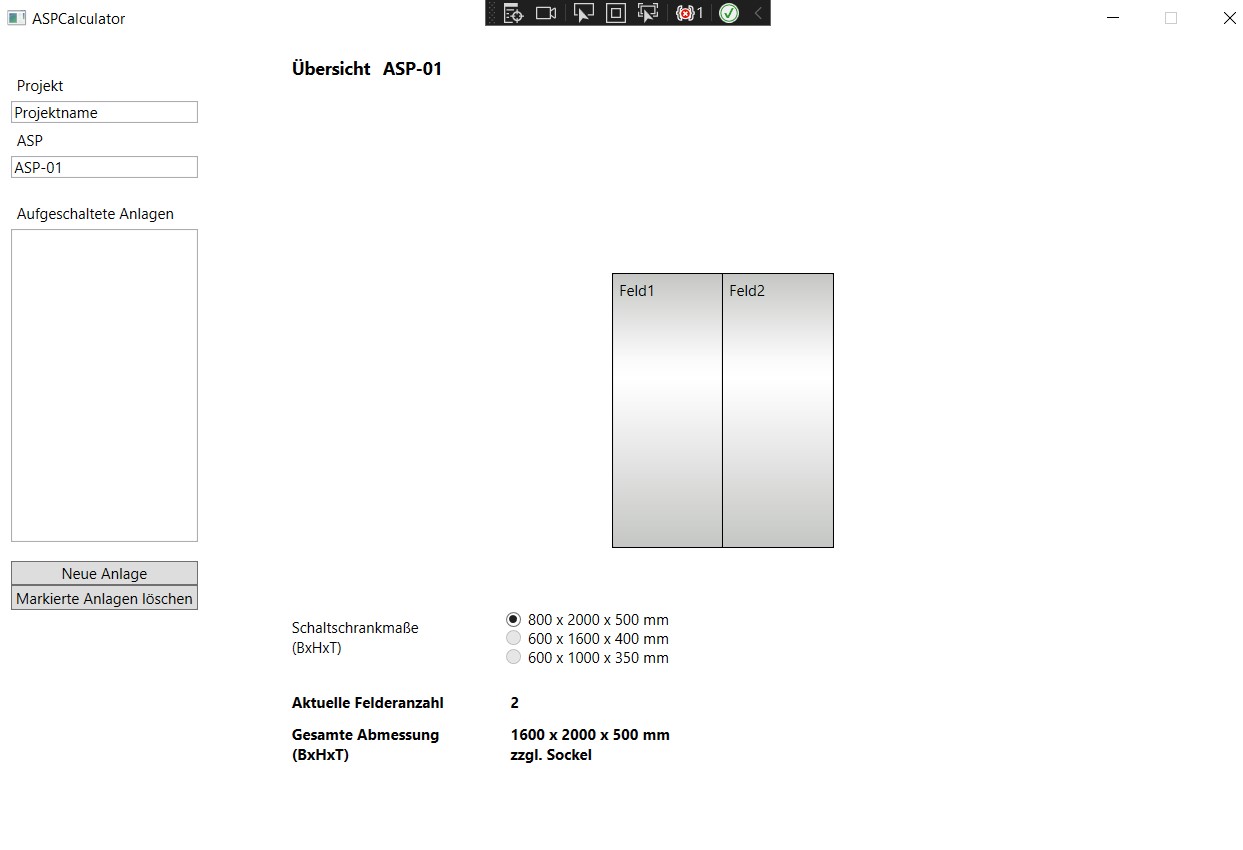 ASPCalculator
1
Übersicht ASP-01
Projekt
Projektname
ASP
ASP-01
Aufgeschaltete Anlagen
Feld1
Feld2
Neue Anlage
Markierte Anlagen löschen
Schaltschrankmaße
(BxHxT)
800 x 2000 x 500 mm
600 x 1600 x 400 mm
600 x 1000 x 350 mm
Aktuelle Felderanzahl
2
Gesamte Abmessung
(BxHxT)
1600 x 2000 x 500 mm
zzgl. Sockel